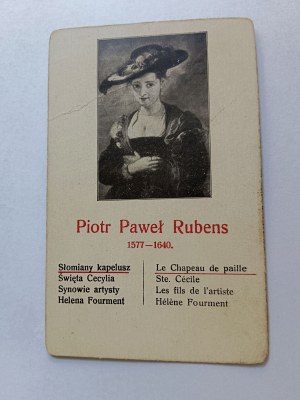 Piotr Paweł Rubens
1577—1640.
Słomiany kapelusz
Święta Cecylia
Synowie artysty
Helena Fourment
Le Chapeau de paille
Ste. Cécile
Les fils de l'artiste
Hélène Fourment